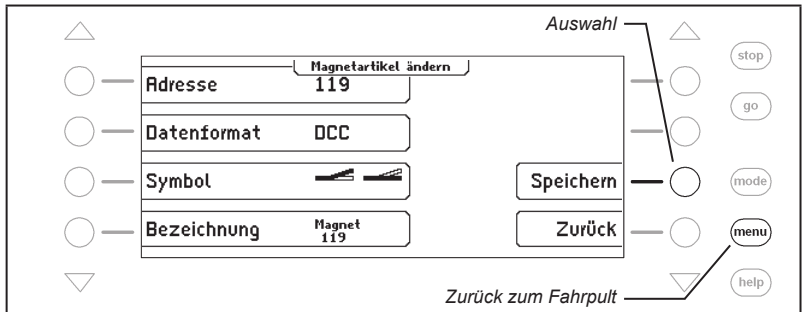 Auswahl
stop
Magnetartikel ändern
Adresse 119
go
Datenformat DCC
Symbol
Speichern
mode
Bezeichnung Magnet 119
Zurück
menu
help
Zurück zum Fahrpult